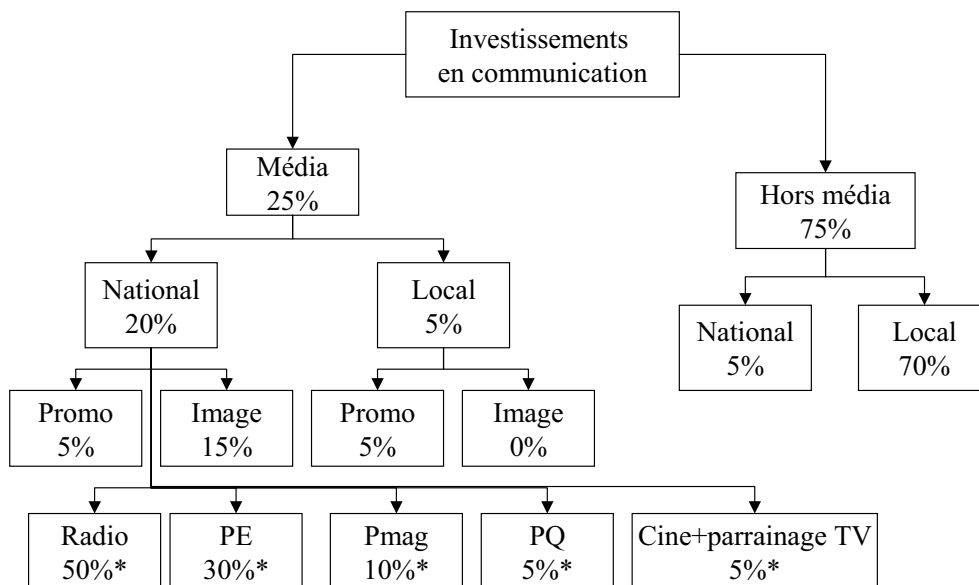 Investissements
en communication
Média
25%
Hors média
75%
National
20%
Local
5%
National
5%
Local
70%
Promo
5%
Image
15%
Promo
5%
Image
0%
Radio
50%*
PE
30%*
Pmag
10%*
PQ
5%*
Cine+parrainage TV
5%*